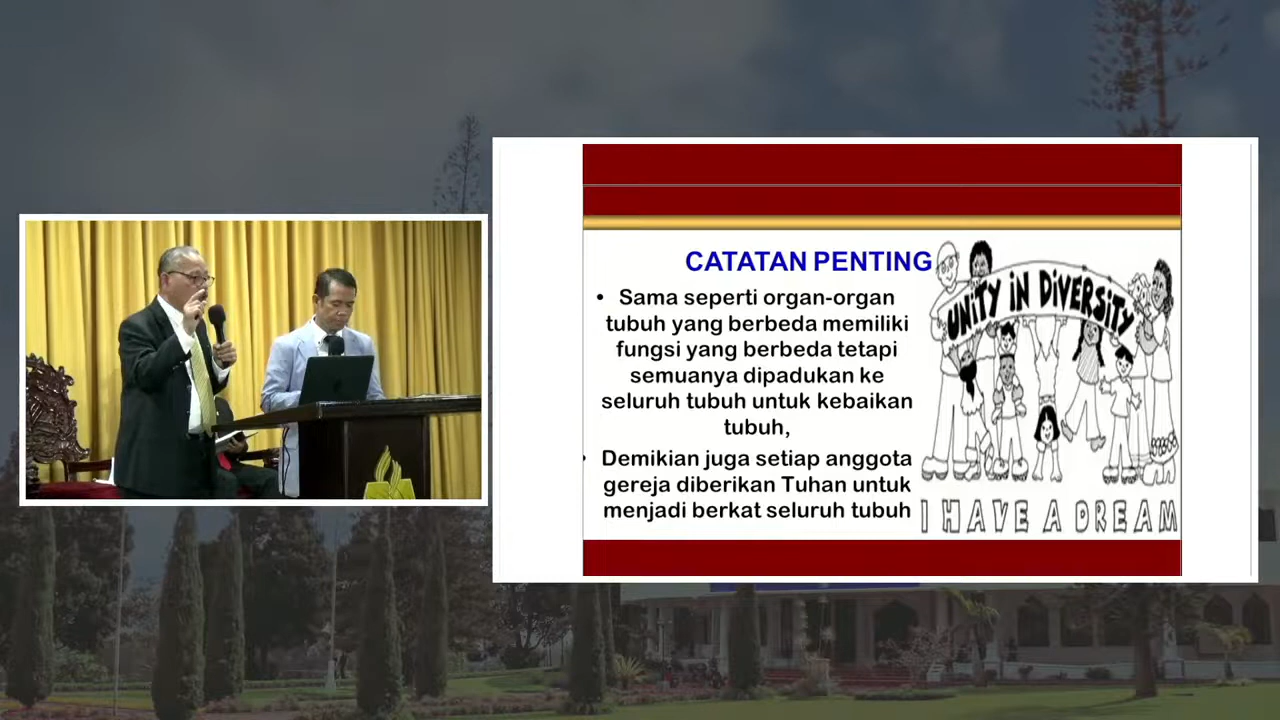 CATATAN PENTING
• Sama seperti organ-organ
tubuh yang berbeda memiliki
fungsi yang berbeda tetapi
semuanya dipadukan ke
seluruh tubuh untuk kebaikan
tubuh,
• Demikian juga setiap anggota
gereja diberikan Tuhan untuk
menjadi berkat seluruh tubuh
UNITY IN DiVERSITY
I HAVE A DREAM